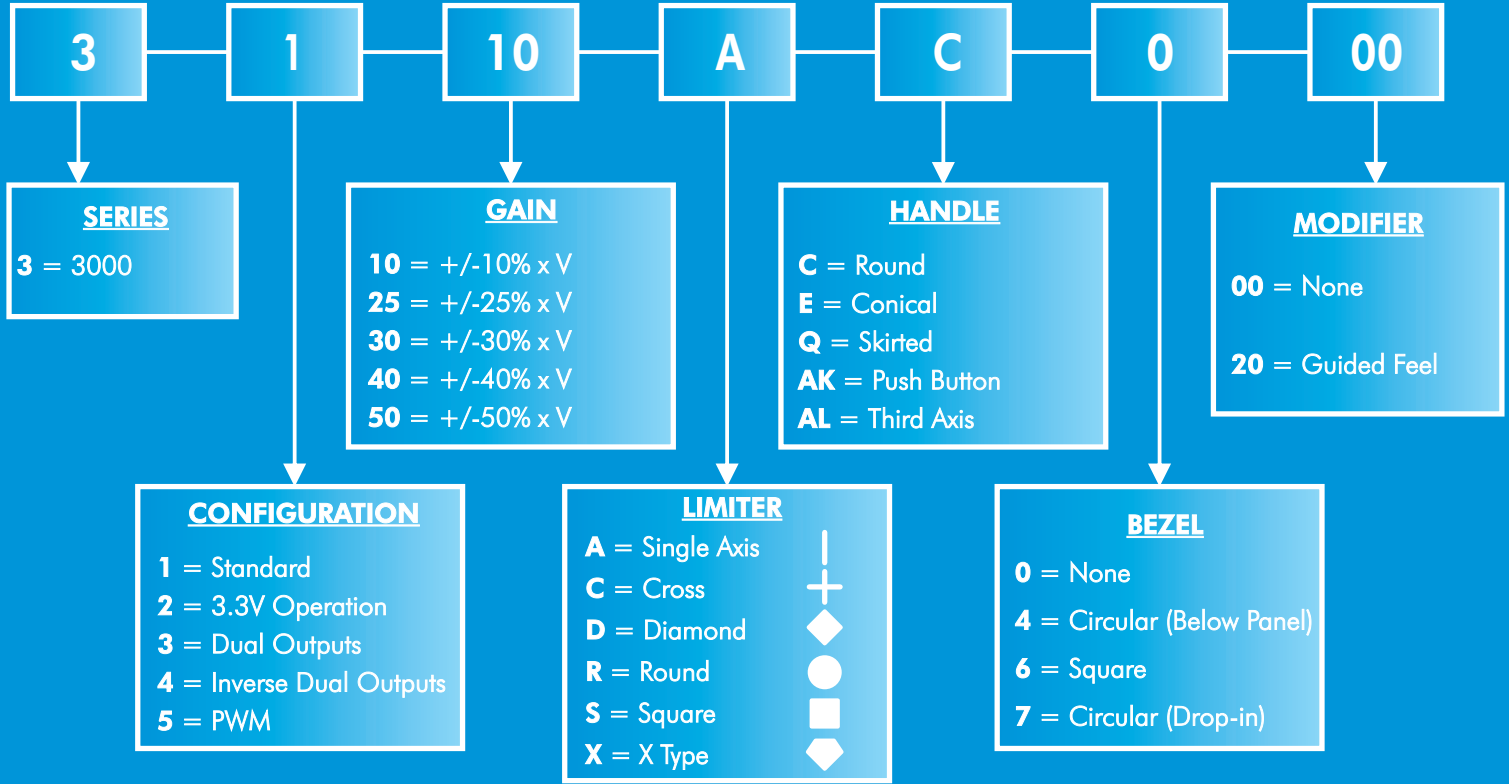 3 1 10 A C 0 00
SERIES
3 = 3000
GAIN
10 = +/-10% x V
25 = +/-25% x V
30 = +/-30% x V
40 = +/-40% x V
50 = +/-50% x V
HANDLE
C = Round
E = Conical
Q = Skirted
AK = Push Button
AL = Third Axis
MODIFIER
00 = None
20 = Guided Feel
CONFIGURATION
1 = Standard
2 = 3.3V Operation
3 = Dual Outputs
4 = Inverse Dual Outputs
5 = PWM
LIMITER
A = Single Axis
C = Cross
D = Diamond
R = Round
S = Square
X = X Type
BEZEL
0 = None
4 = Circular (Below Panel)
6 = Square
7 = Circular (Drop-in)